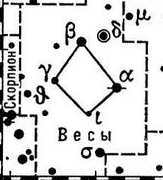 μ
β δ
γ α
Скорпион
ϑ
ι
Весы
σ